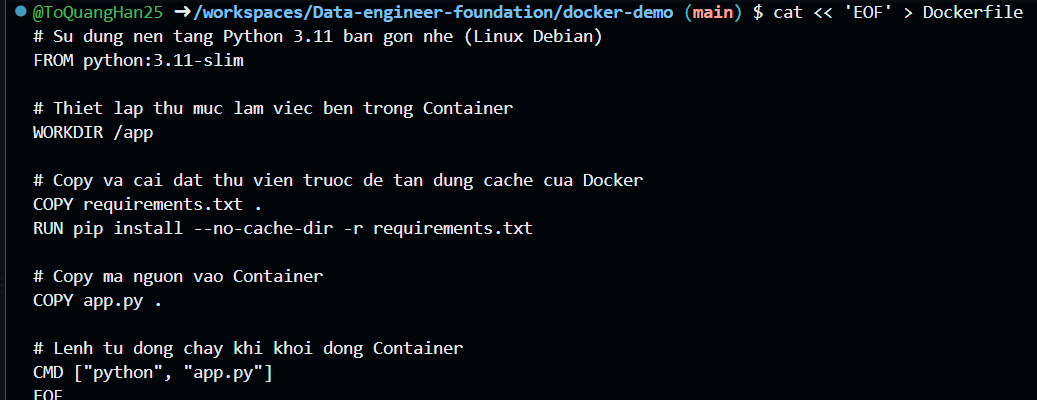 @ToQuangHan25 ➜/workspaces/Data-engineer-foundation/docker-demo (main) $ cat << 'EOF' > Dockerfile
# Su dung nen tang Python 3.11 ban gon nhe (Linux Debian)
FROM python:3.11-slim
# Thiet lap thu muc lam viec ben trong Container
WORKDIR /app
# Copy va cai dat thu vien truoc de tan dung cache cua Docker
COPY requirements.txt .
RUN pip install --no-cache-dir -r requirements.txt
# Copy ma nguon vao Container
COPY app.py .
# Lenh tu dong chay khi khoi dong Container
CMD ["python", "app.py"]
EOF